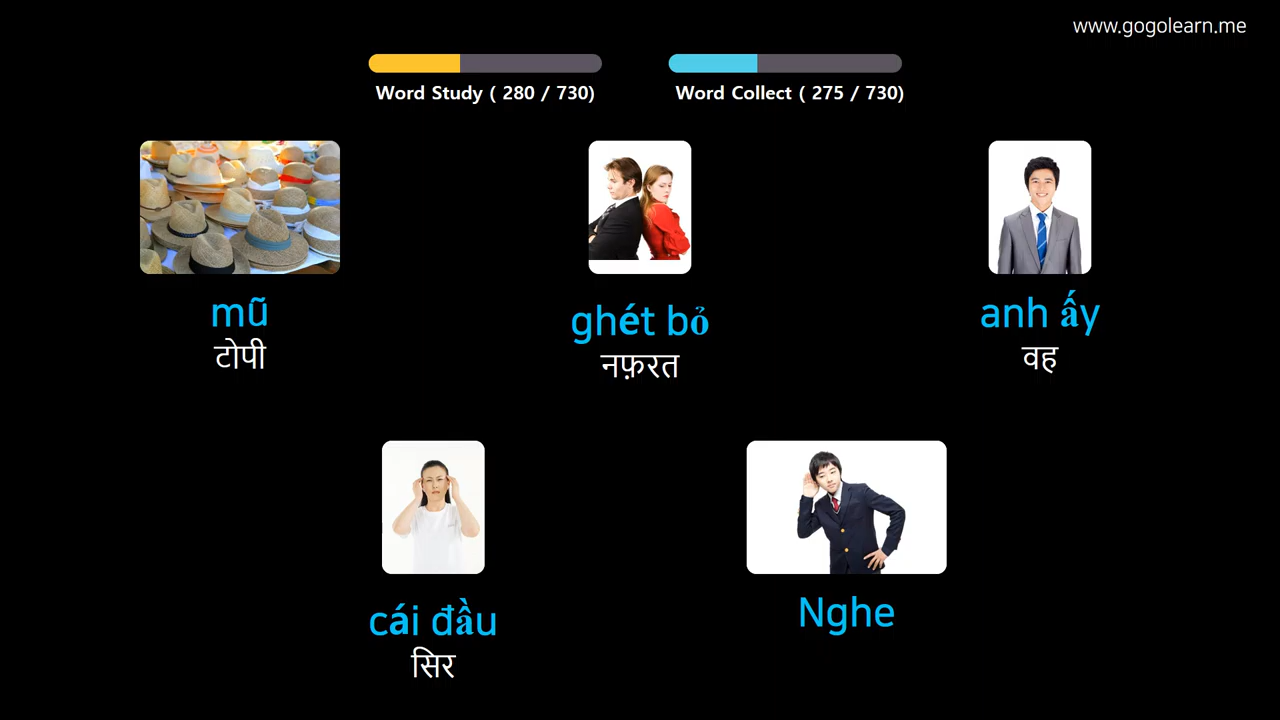 www.gogolearn.me
Word Study ( 280 / 730)
Word Collect ( 275 / 730)
mũ
टोपी
ghét bỏ
नफ़रत
anh ấy
वह
cái đầu
सिर
Nghe